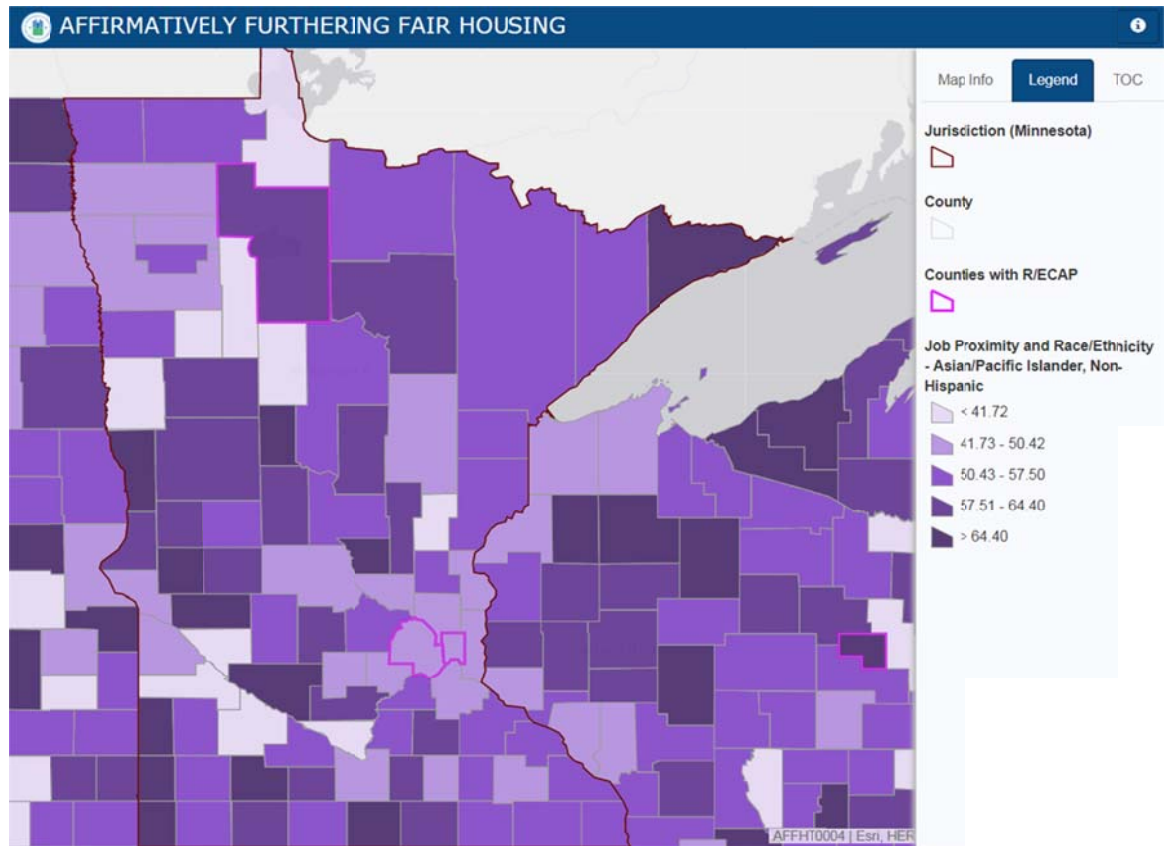 AFFIRMATIVELY FURTHERING FAIR HOUSING
Map Info Legend TOC
Jurisdiction (Minnesota)
County
Counties with R/ECAP
Job Proximity and Race/Ethnicity
- Asian/Pacific Islander, Non-
Hispanic
< 41.72
41.73 - 50.42
50.43 - 57.50
57.51 - 64.40
> 64.40
AFFHT0004 | Esri, HER